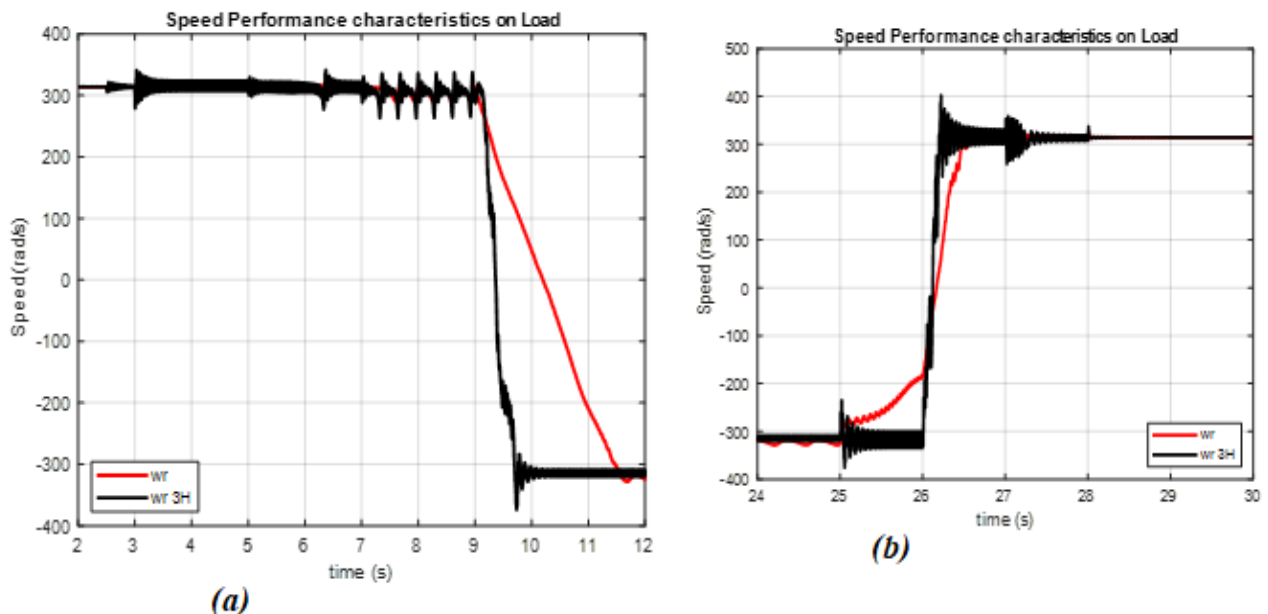 Speed Performance characteristics on Load
400
300
200
100
0
-100
-200
-300
-400
Speed (rad/s)
wr
wr 3H
2 3 4 5 6 7 8 9 10 11 12
time (s)
(a)
Speed Performance characteristics on Load
500
400
300
200
100
0
-100
-200
-300
-400
Speed (rad/s)
wr
wr 3H
24 25 26 27 28 29 30
time (s)
(b)